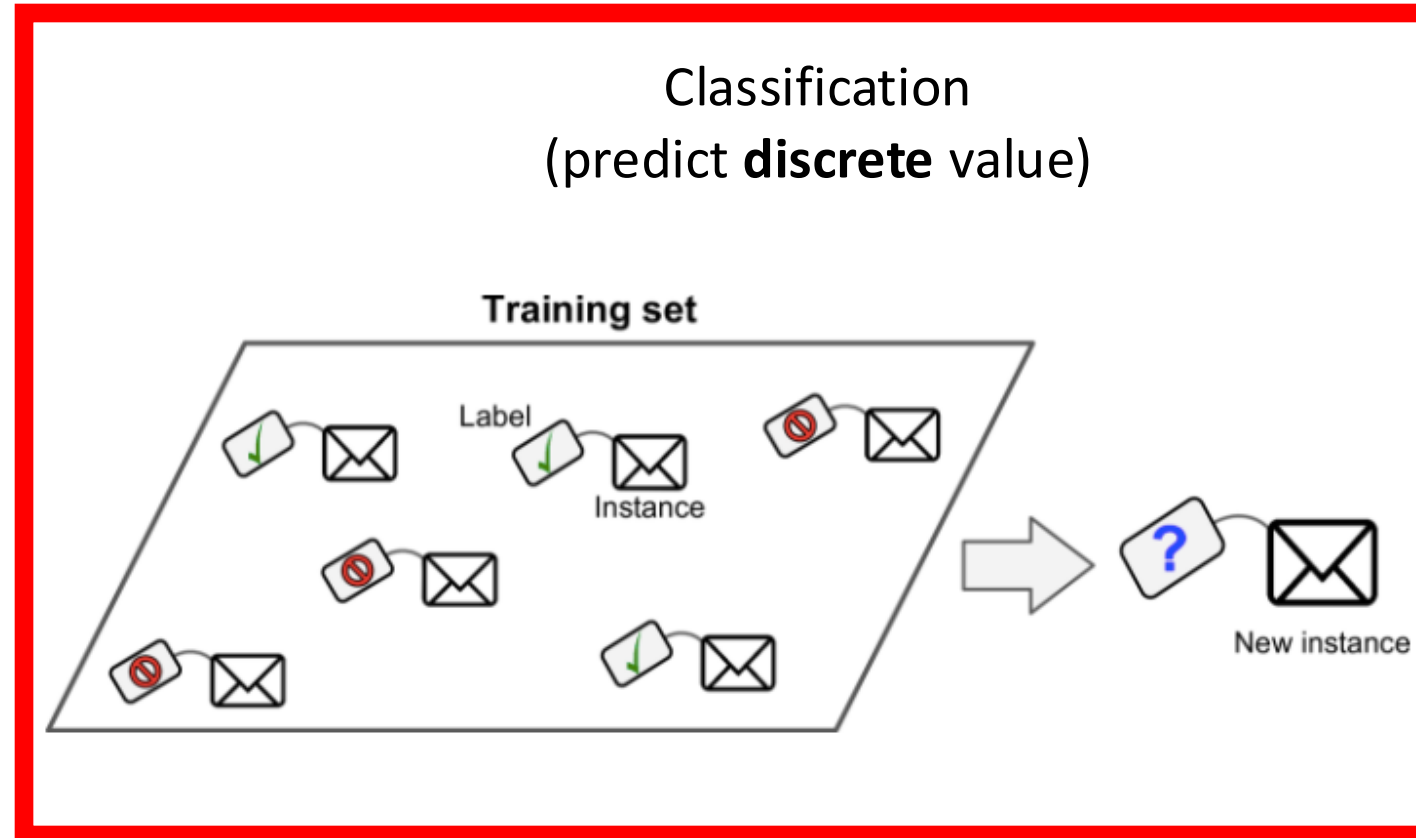 Classification
(predict discrete value)
Training set
Label
Instance
?
New instance